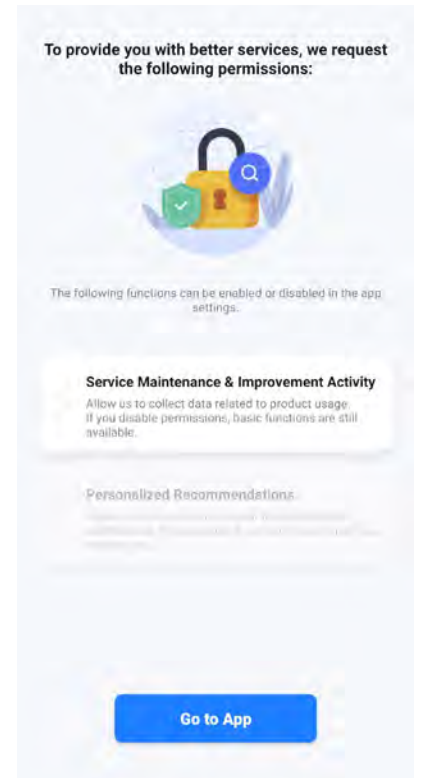 To provide you with better services, we request
the following permissions:
The following functions can be enabled or disabled in the app
settings.
Service Maintenance & Improvement Activity
Allow us to collect data related to product usage.
If you disable permissions, basic functions are still
available.
Personalized Recommendations
Go to App